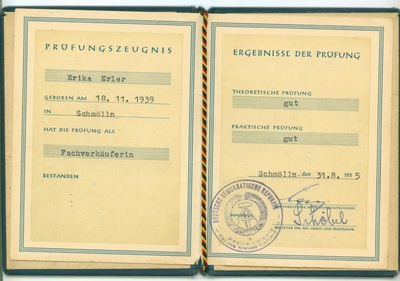 PRÜFUNGSZEUGNIS
Erika Erler
GEBOREN AM 18. 11. 1939
IN
Schmölln
HAT DIE PRÜFUNG ALS
Fachverkäuferin
BESTANDEN
ERGEBNISSE DER PRÜFUNG
THEORETISCHE PRÜFUNG
gut
PRAKTISCHE PRÜFUNG
gut
Schmölln, den 31.8. 1955
DEUTSCHE DEMOKRATISCHE REPUBLIK
Schöbel